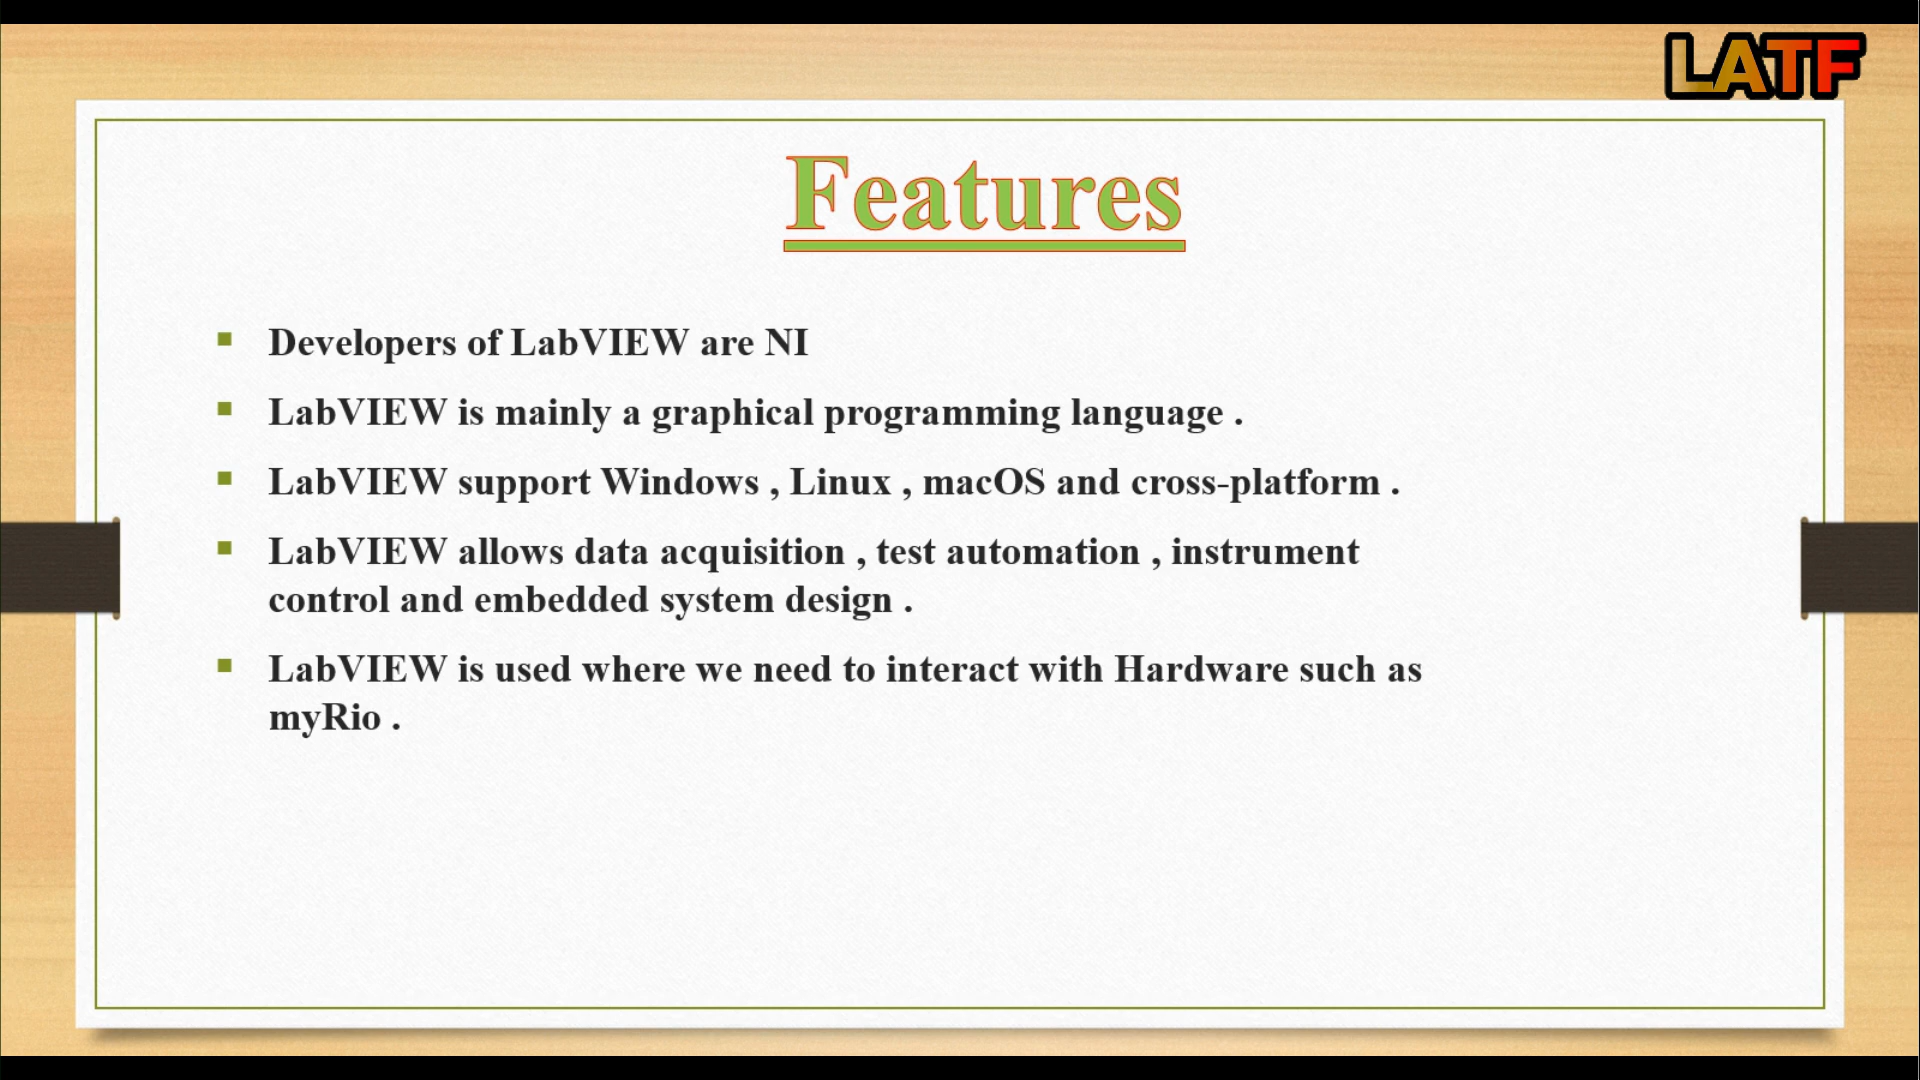 LATF
Features
Developers of LabVIEW are NI
LabVIEW is mainly a graphical programming language .
LabVIEW support Windows , Linux , macOS and cross-platform .
LabVIEW allows data acquisition , test automation , instrument
control and embedded system design .
LabVIEW is used where we need to interact with Hardware such as
myRio .